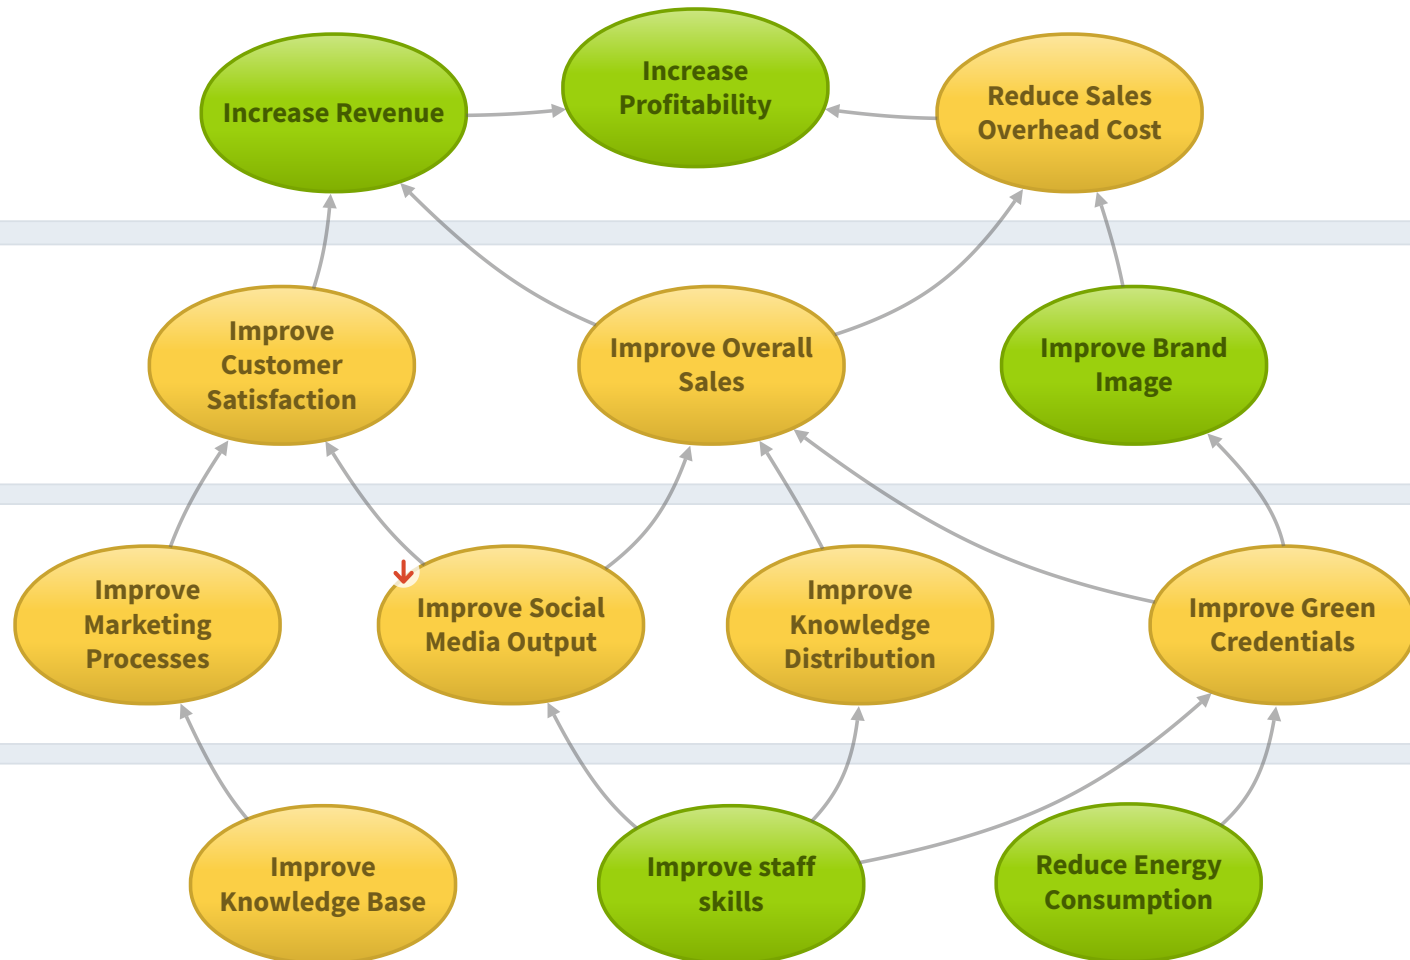 Increase Revenue
Increase
Profitability
Reduce Sales
Overhead Cost
Improve
Customer
Satisfaction
Improve Overall
Sales
Improve Brand
Image
Improve
Marketing
Processes
Improve Social
Media Output
Improve
Knowledge
Distribution
Improve Green
Credentials
Improve
Knowledge Base
Improve staff
skills
Reduce Energy
Consumption